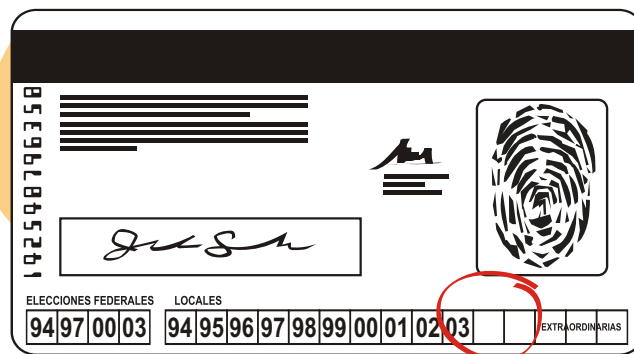 ELECCIONES FEDERALES LOCALES
94 97 00 03 94 95 96 97 98 99 00 01 02 03 EXTRAORDINARIAS